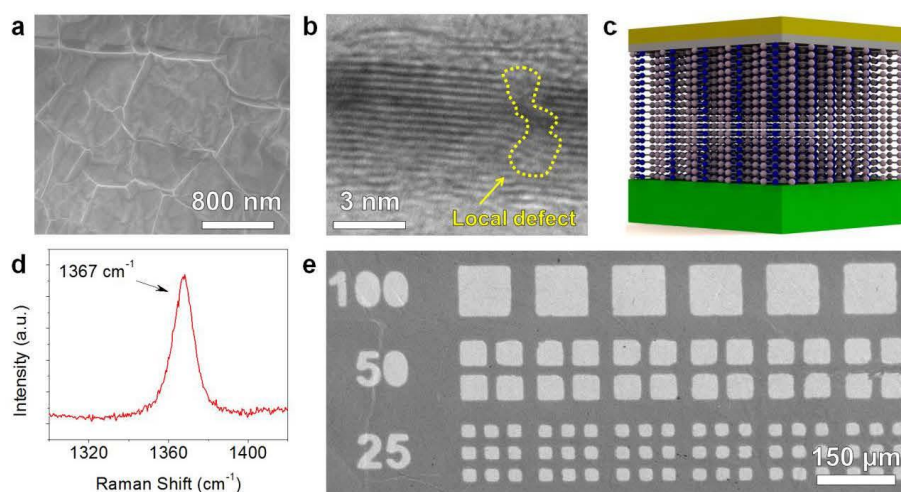 a
800 nm
b
3 nm
Local defect
c
d
1367 cm⁻¹
Intensity (a.u.)
1320
1360
1400
Raman Shift (cm⁻¹)
e
100
50
25
150 µm